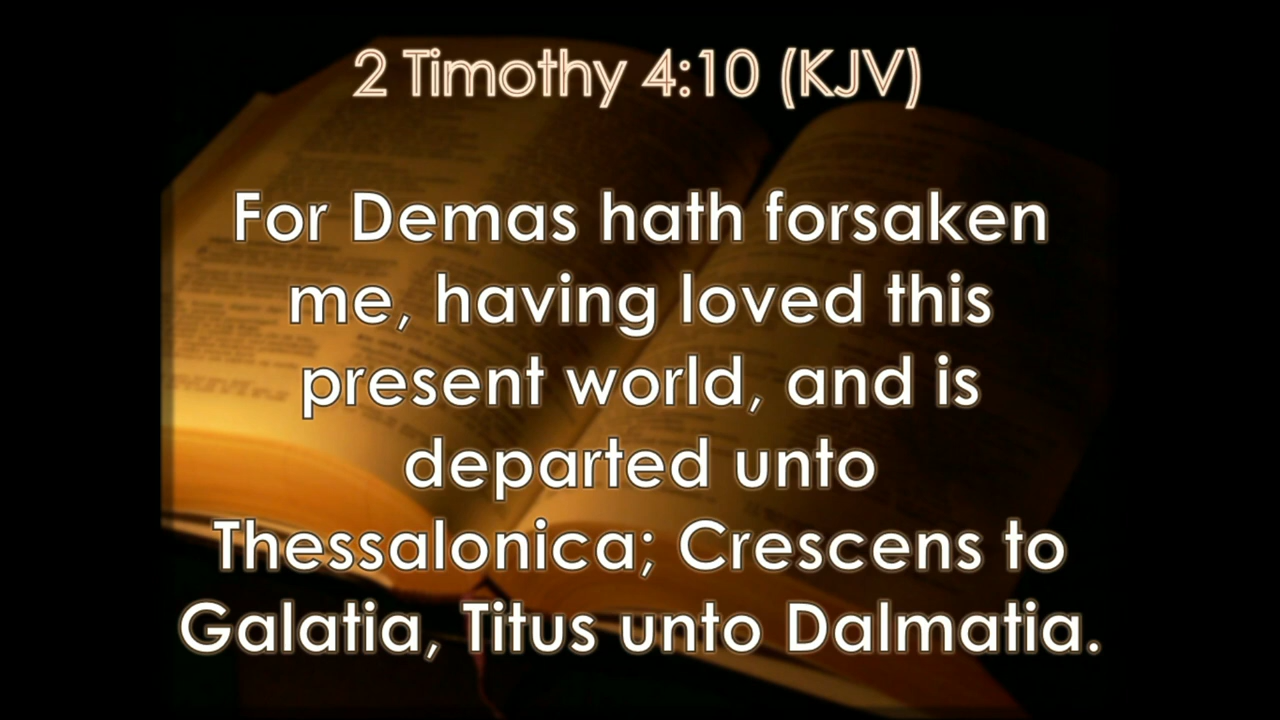 2 Timothy 4:10 (KJV)
For Demas hath forsaken
me, having loved this
present world, and is
departed unto
Thessalonica; Crescens to
Galatia, Titus unto Dalmatia.